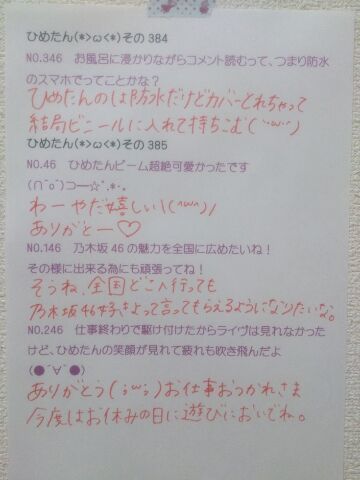 ひめたん(*>ω<*)その384
NO.346　お風呂に浸かりながらコメント読むって、つまり防水
のスマホでってことかな?
ひめたんのは防水だけどカバーとれちゃって
結局ビニールに入れて持ちこむ(´･ω･`)
ひめたん(*>ω<*)その385
NO.46　ひめたんビーム超絶可愛かったです
(∩´o`)⊃━☆ﾟ.*･｡
わーやだ嬉しい\(^ω^)/
ありがとー♡
NO.146　乃木坂46の魅力を全国に広めたいね!
その様に出来る為にも頑張ってね!
そうね、全国どこへ行っても
乃木坂46好きよって言ってもらえるようになりたいな。
NO.246　仕事終わりで駆け付けたからライヴは見れなかった
けど、ひめたんの笑顔が見れて疲れも吹き飛んだよ
(●´∀`●)
ありがとう(;ω;)お仕事おつかれさま
今度はお休みの日に遊びにおいでね。